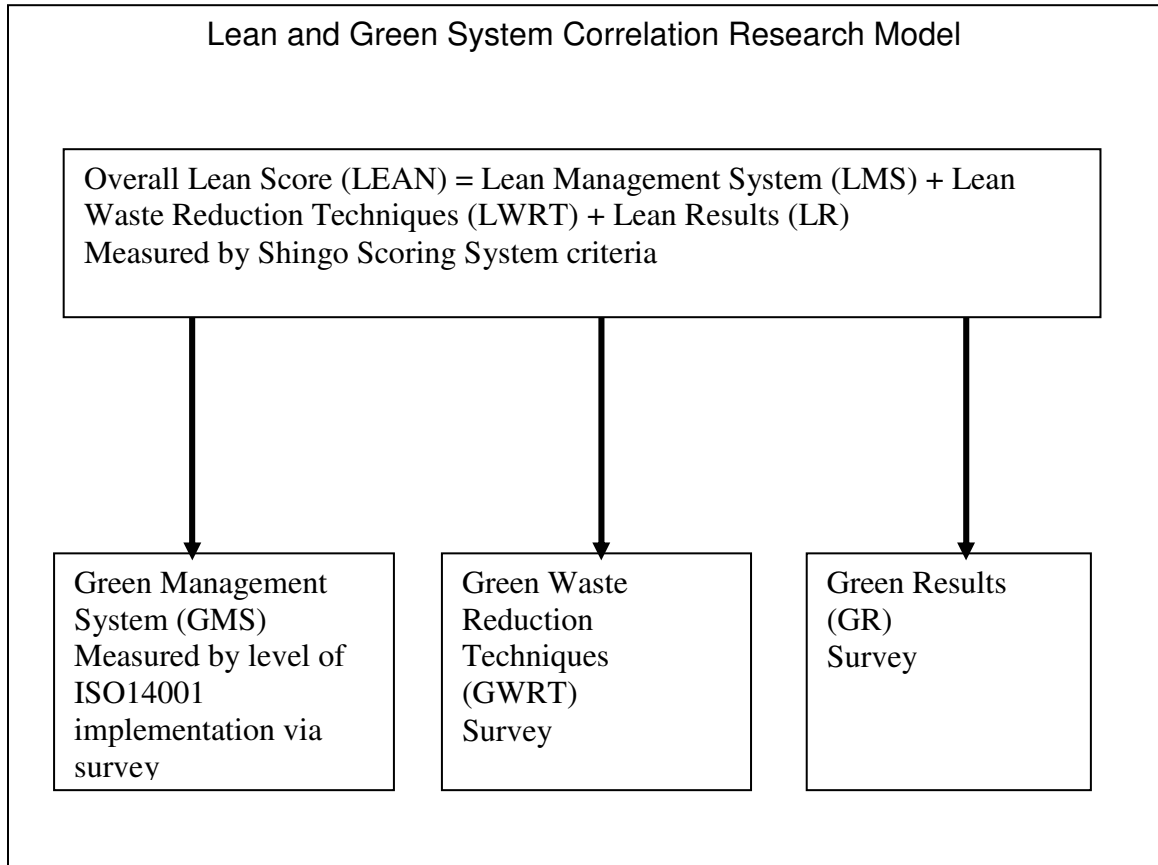 Lean and Green System Correlation Research Model
Overall Lean Score (LEAN) = Lean Management System (LMS) + Lean
Waste Reduction Techniques (LWRT) + Lean Results (LR)
Measured by Shingo Scoring System criteria
Green Management
System (GMS)
Measured by level of
ISO14001
implementation via
survey
Green Waste
Reduction
Techniques
(GWRT)
Survey
Green Results
(GR)
Survey